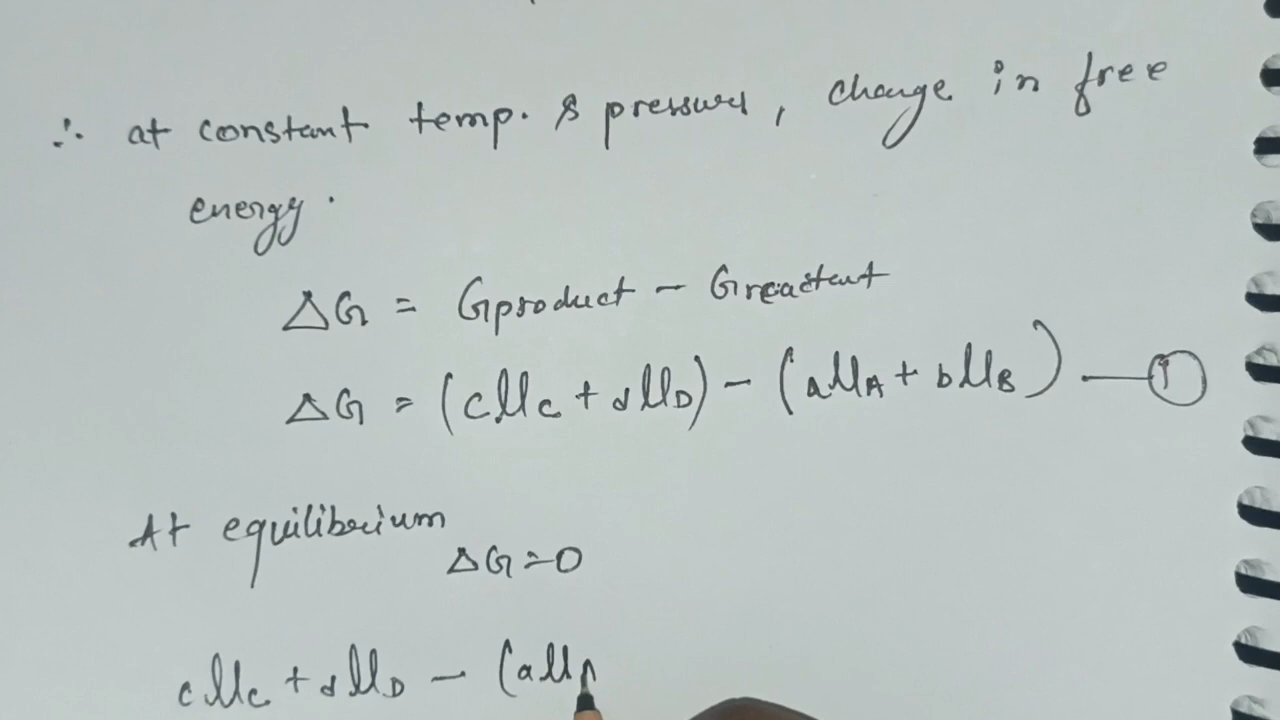 ∴ at constant temp. & pressure, change in free
energy.
ΔG = Gproduct - Greactant
ΔG = (cμC + dμD) - (aμA + bμB) — ①
At equilibrium
ΔG = 0
cμC + dμD - (aμA